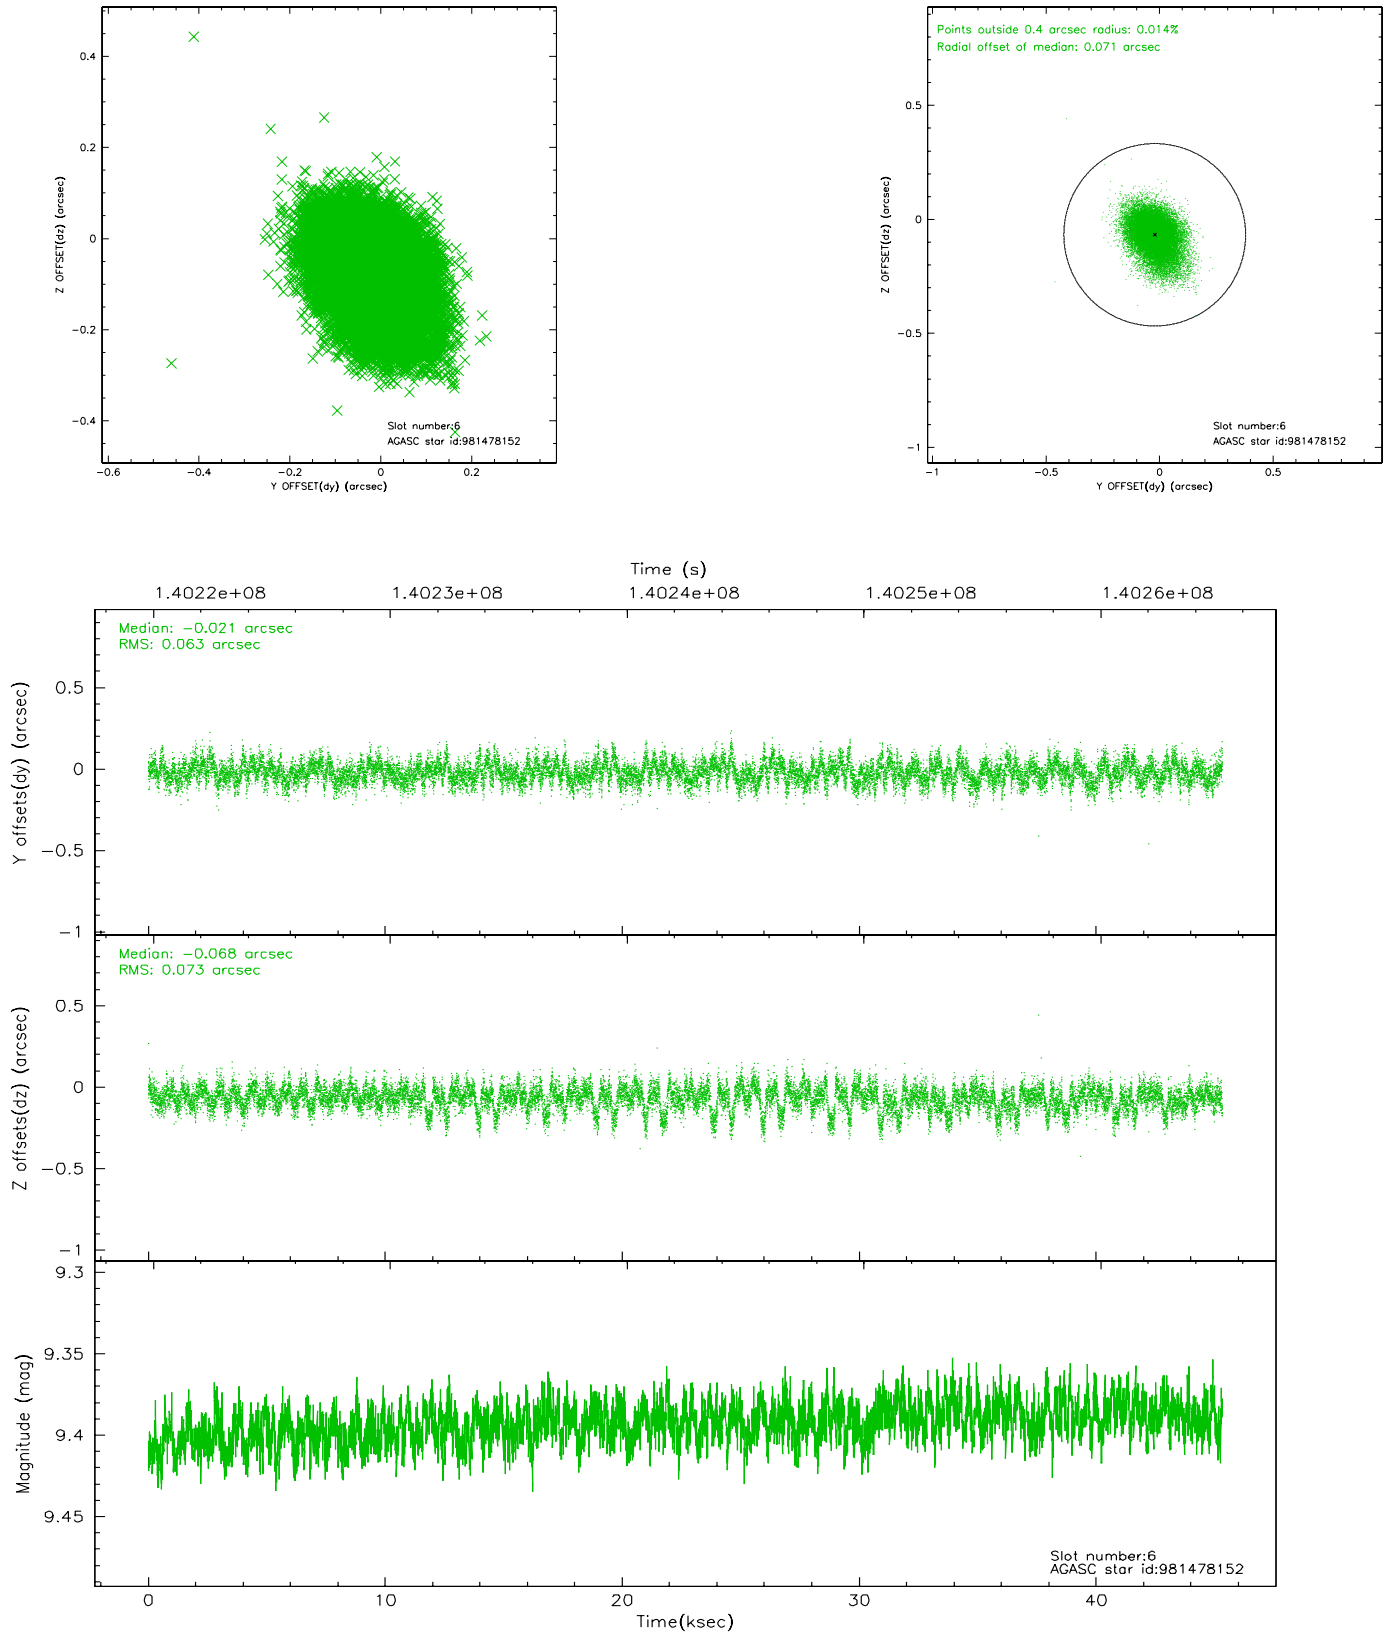 0.4
0.2
0
−0.2
−0.4
Z OFFSET(dz) (arcsec)
−0.6
−0.4
−0.2
0
0.2
Y OFFSET(dy) (arcsec)
Slot number:6
AGASC star id:981478152
Points outside 0.4 arcsec radius: 0.014%
Radial offset of median: 0.071 arcsec
0.5
0
−0.5
−1
Z OFFSET(dz) (arcsec)
−1
−0.5
0
0.5
Y OFFSET(dy) (arcsec)
Slot number:6
AGASC star id:981478152
Time (s)
1.4022e+08
1.4023e+08
1.4024e+08
1.4025e+08
1.4026e+08
Median: −0.021 arcsec
RMS: 0.063 arcsec
0.5
0
−0.5
−1
Y offsets(dy) (arcsec)
Median: −0.068 arcsec
RMS: 0.073 arcsec
0.5
0
−0.5
−1
Z offsets(dz) (arcsec)
9.3
9.35
9.4
9.45
Magnitude (mag)
Slot number:6
AGASC star id:981478152
0
10
20
30
40
Time(ksec)